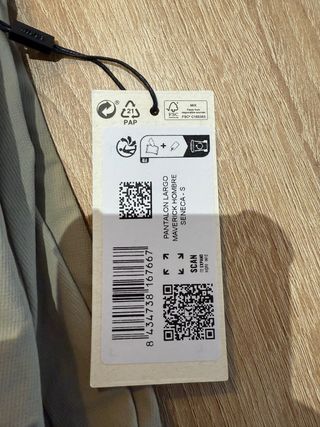 21
PAP
FSC
MIX
PANTALON LARGO
MAVERICK HOMBRE
SENECA - S
SCAN
8 434738 167667